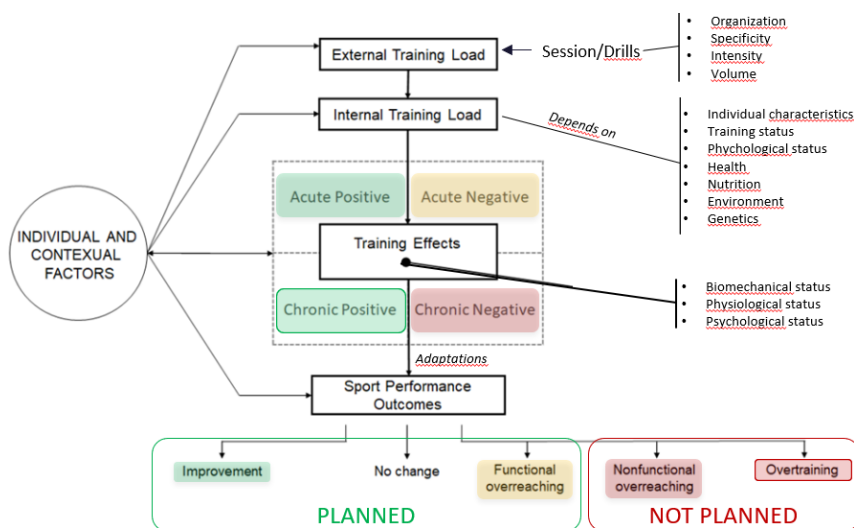 • Organization
• Specificity
• Intensity
• Volume
External Training Load
Session/Drills
Internal Training Load
Depends on
• Individual characteristics
• Training status
• Phychological status
• Health
• Nutrition
• Environment
• Genetics
Acute Positive
Acute Negative
INDIVIDUAL AND
CONTEXUAL
FACTORS
Training Effects
• Biomechanical status
• Physiological status
• Psychological status
Chronic Positive
Chronic Negative
Adaptations
Sport Performance
Outcomes
Improvement
No change
Functional
overreaching
Nonfunctional
overreaching
Overtraining
PLANNED
NOT PLANNED